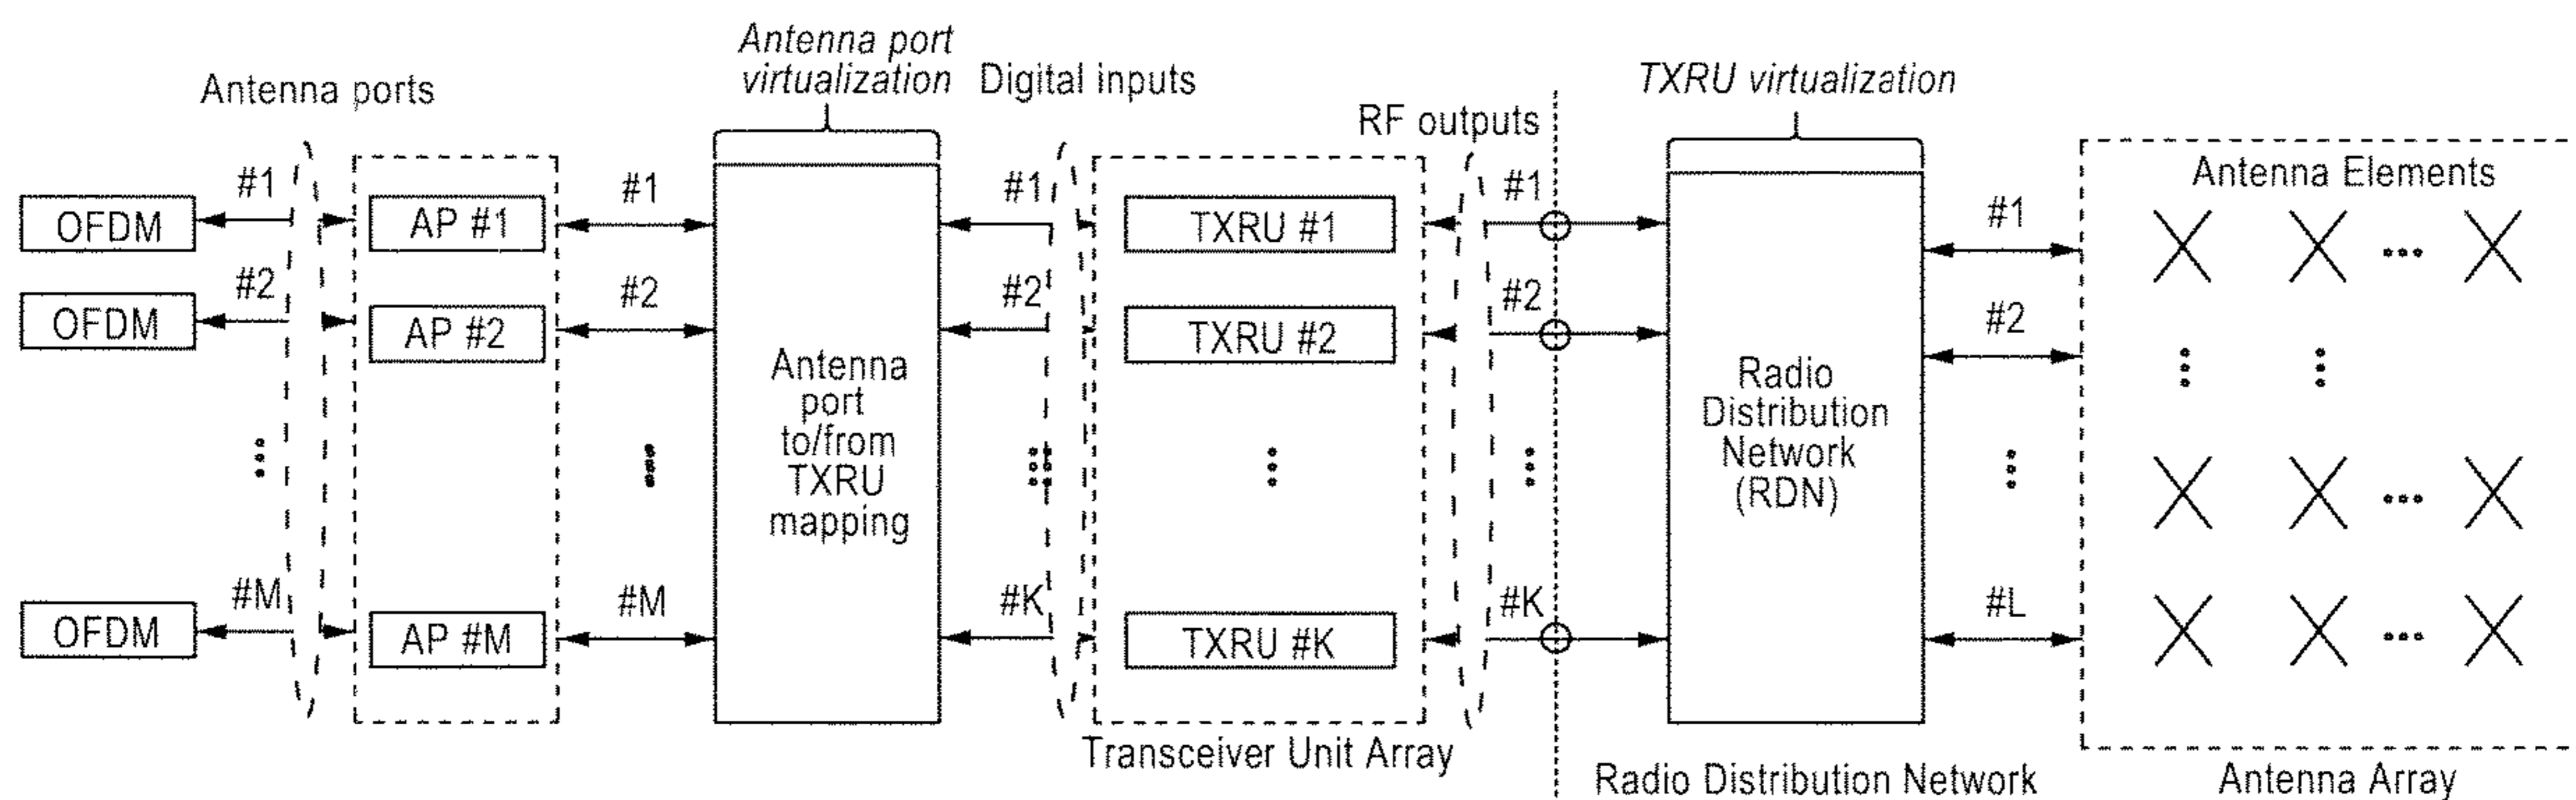 Antenna port
virtualization
Antenna ports
Digital inputs
RF outputs
TXRU virtualization
Antenna Elements
#1
#1
#1
#1
#1
OFDM
AP #1
TXRU #1
#2
#2
#2
#2
#2
OFDM
AP #2
TXRU #2
Antenna
port
to/from
TXRU
mapping
Radio
Distribution
Network
(RDN)
#M
#M
#K
#K
#L
OFDM
AP #M
TXRU #K
Transceiver Unit Array
Radio Distribution Network
Antenna Array